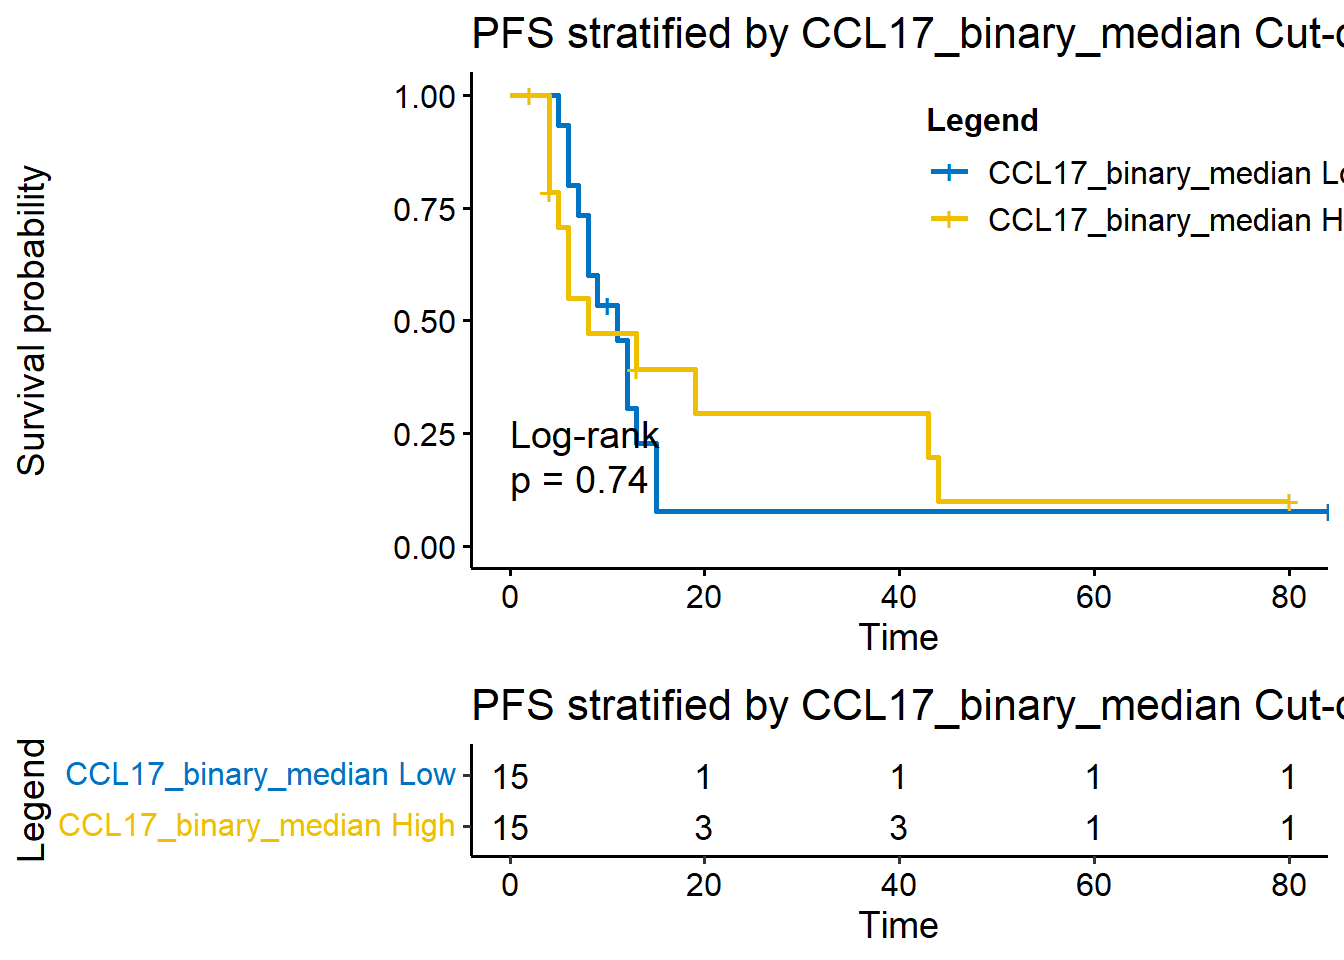 PFS stratified by CCL17_binary_median Cut-
Survival probability
1.00
0.75
0.50
0.25
0.00
Legend
CCL17_binary_median Lo
CCL17_binary_median H
Log-rank
p = 0.74
0 20 40 60 80
Time
PFS stratified by CCL17_binary_median Cut-
Legend
CCL17_binary_median Low 15 1 1 1 1
CCL17_binary_median High 15 3 3 1 1
0 20 40 60 80
Time